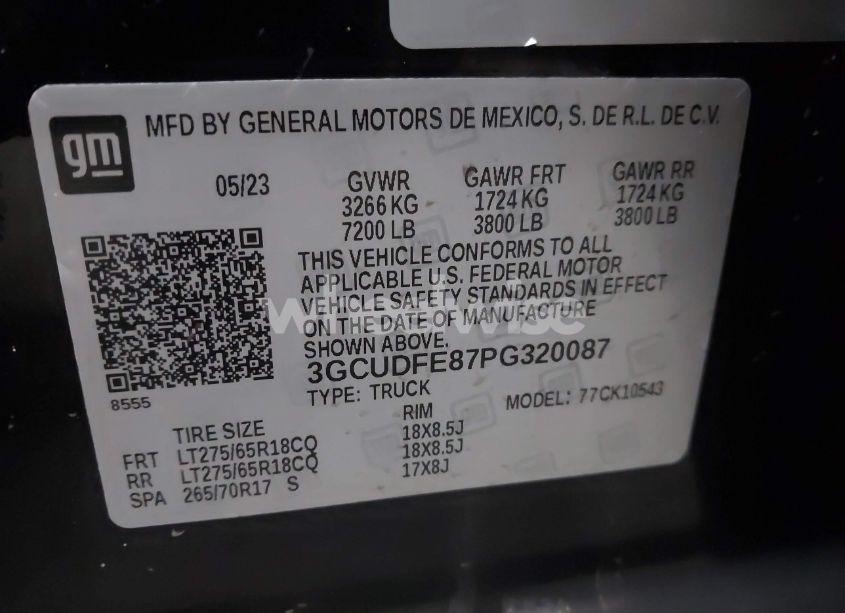 gm
MFD BY GENERAL MOTORS DE MEXICO, S. DE R.L. DE C.V.
05/23 GVWR GAWR FRT GAWR RR
3266 KG 1724 KG 1724 KG
7200 LB 3800 LB 3800 LB
THIS VEHICLE CONFORMS TO ALL
APPLICABLE U.S. FEDERAL MOTOR
VEHICLE SAFETY STANDARDS IN EFFECT
ON THE DATE OF MANUFACTURE
SHOWN ABOVE.
3GCUDFE87PG320087
8555
TYPE: TRUCK MODEL: 77CK10543
TIRE SIZE RIM
FRT LT275/65R18CQ 18X8.5J
RR LT275/65R18CQ 18X8.5J
SPA 265/70R17 S 17X8J